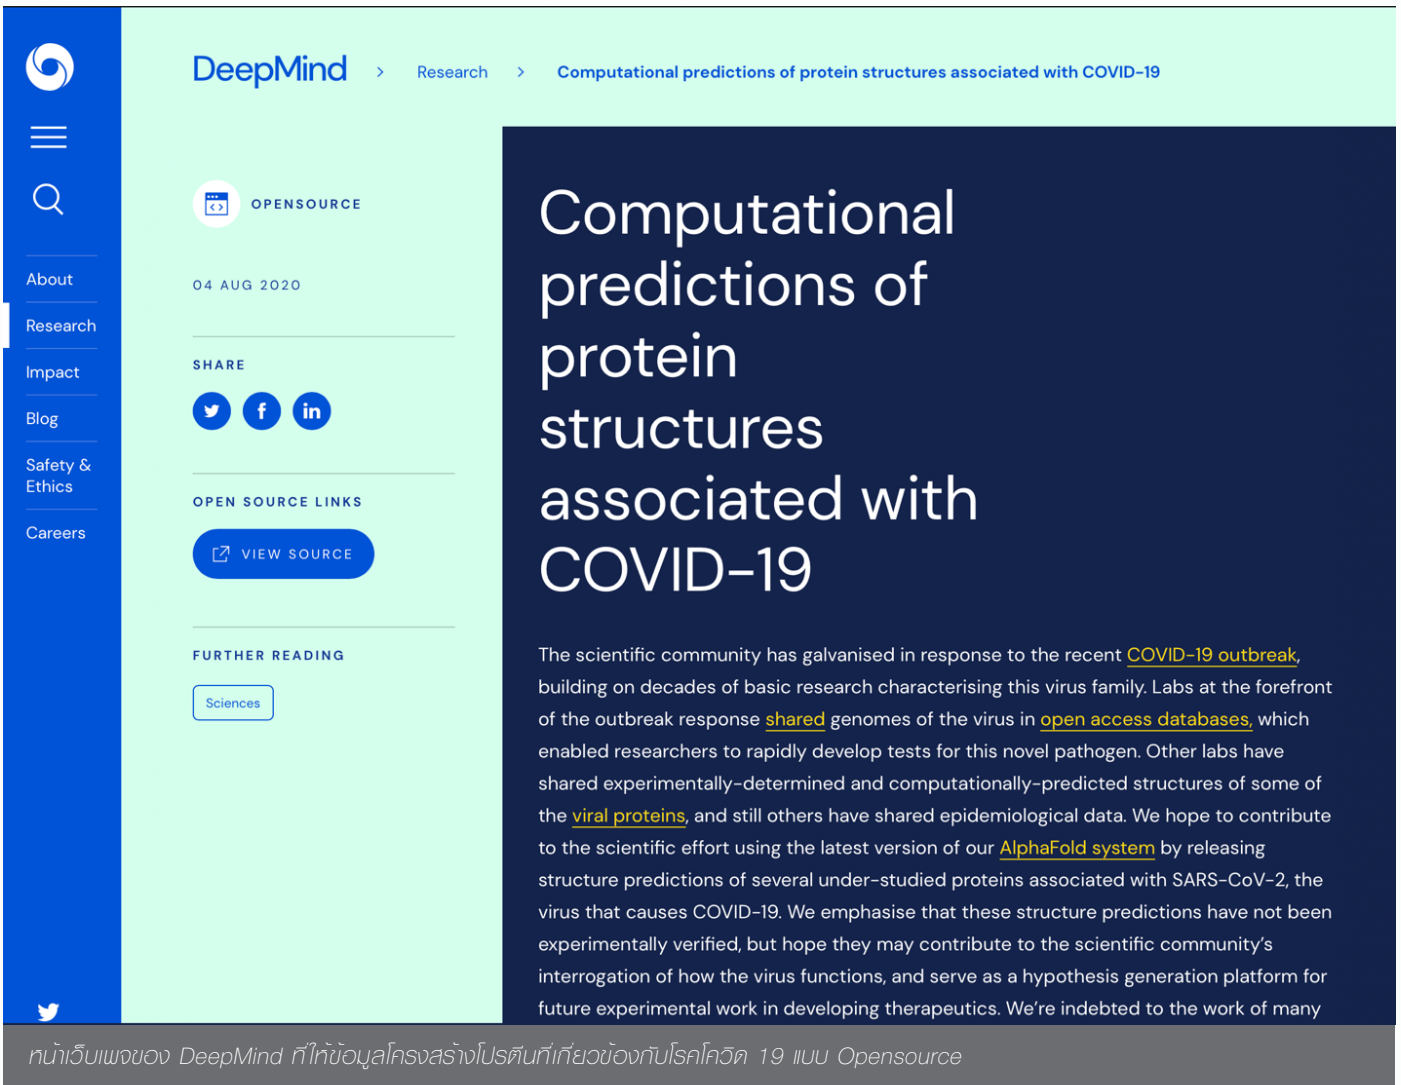 DeepMind > Research > Computational predictions of protein structures associated with COVID-19
About
Research
Impact
Blog
Safety &
Ethics
Careers
OPENSOURCE
04 AUG 2020
SHARE
OPEN SOURCE LINKS
VIEW SOURCE
FURTHER READING
Sciences
Computational
predictions of
protein
structures
associated with
COVID-19
The scientific community has galvanised in response to the recent COVID-19 outbreak,
building on decades of basic research characterising this virus family. Labs at the forefront
of the outbreak response shared genomes of the virus in open access databases, which
enabled researchers to rapidly develop tests for this novel pathogen. Other labs have
shared experimentally-determined and computationally-predicted structures of some of
the viral proteins, and still others have shared epidemiological data. We hope to contribute
to the scientific effort using the latest version of our AlphaFold system by releasing
structure predictions of several under-studied proteins associated with SARS-CoV-2, the
virus that causes COVID-19. We emphasise that these structure predictions have not been
experimentally verified, but hope they may contribute to the scientific community's
interrogation of how the virus functions, and serve as a hypothesis generation platform for
future experimental work in developing therapeutics. We're indebted to the work of many
หน้าเว็บเพจของ DeepMind ที่ให้ข้อมูลโครงสร้างโปรตีนที่เกี่ยวข้องกับโรคโควิด 19 แบบ Opensource